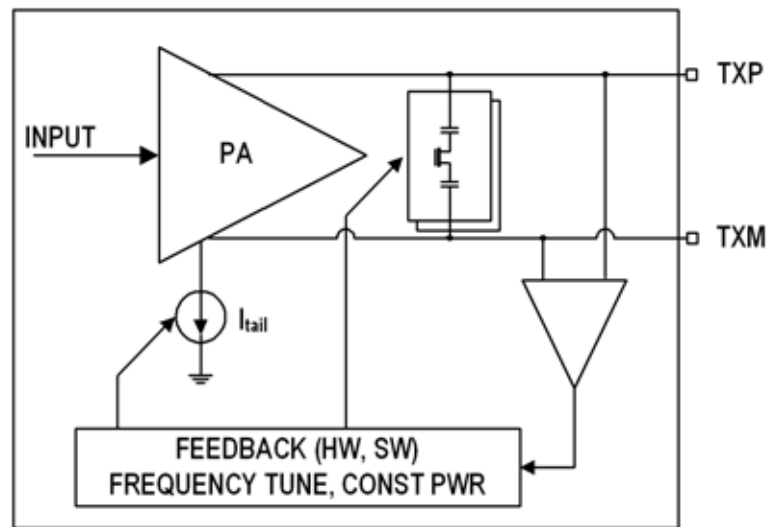 TXP
INPUT
PA
TXM
Itail
FEEDBACK (HW, SW)
FREQUENCY TUNE, CONST PWR